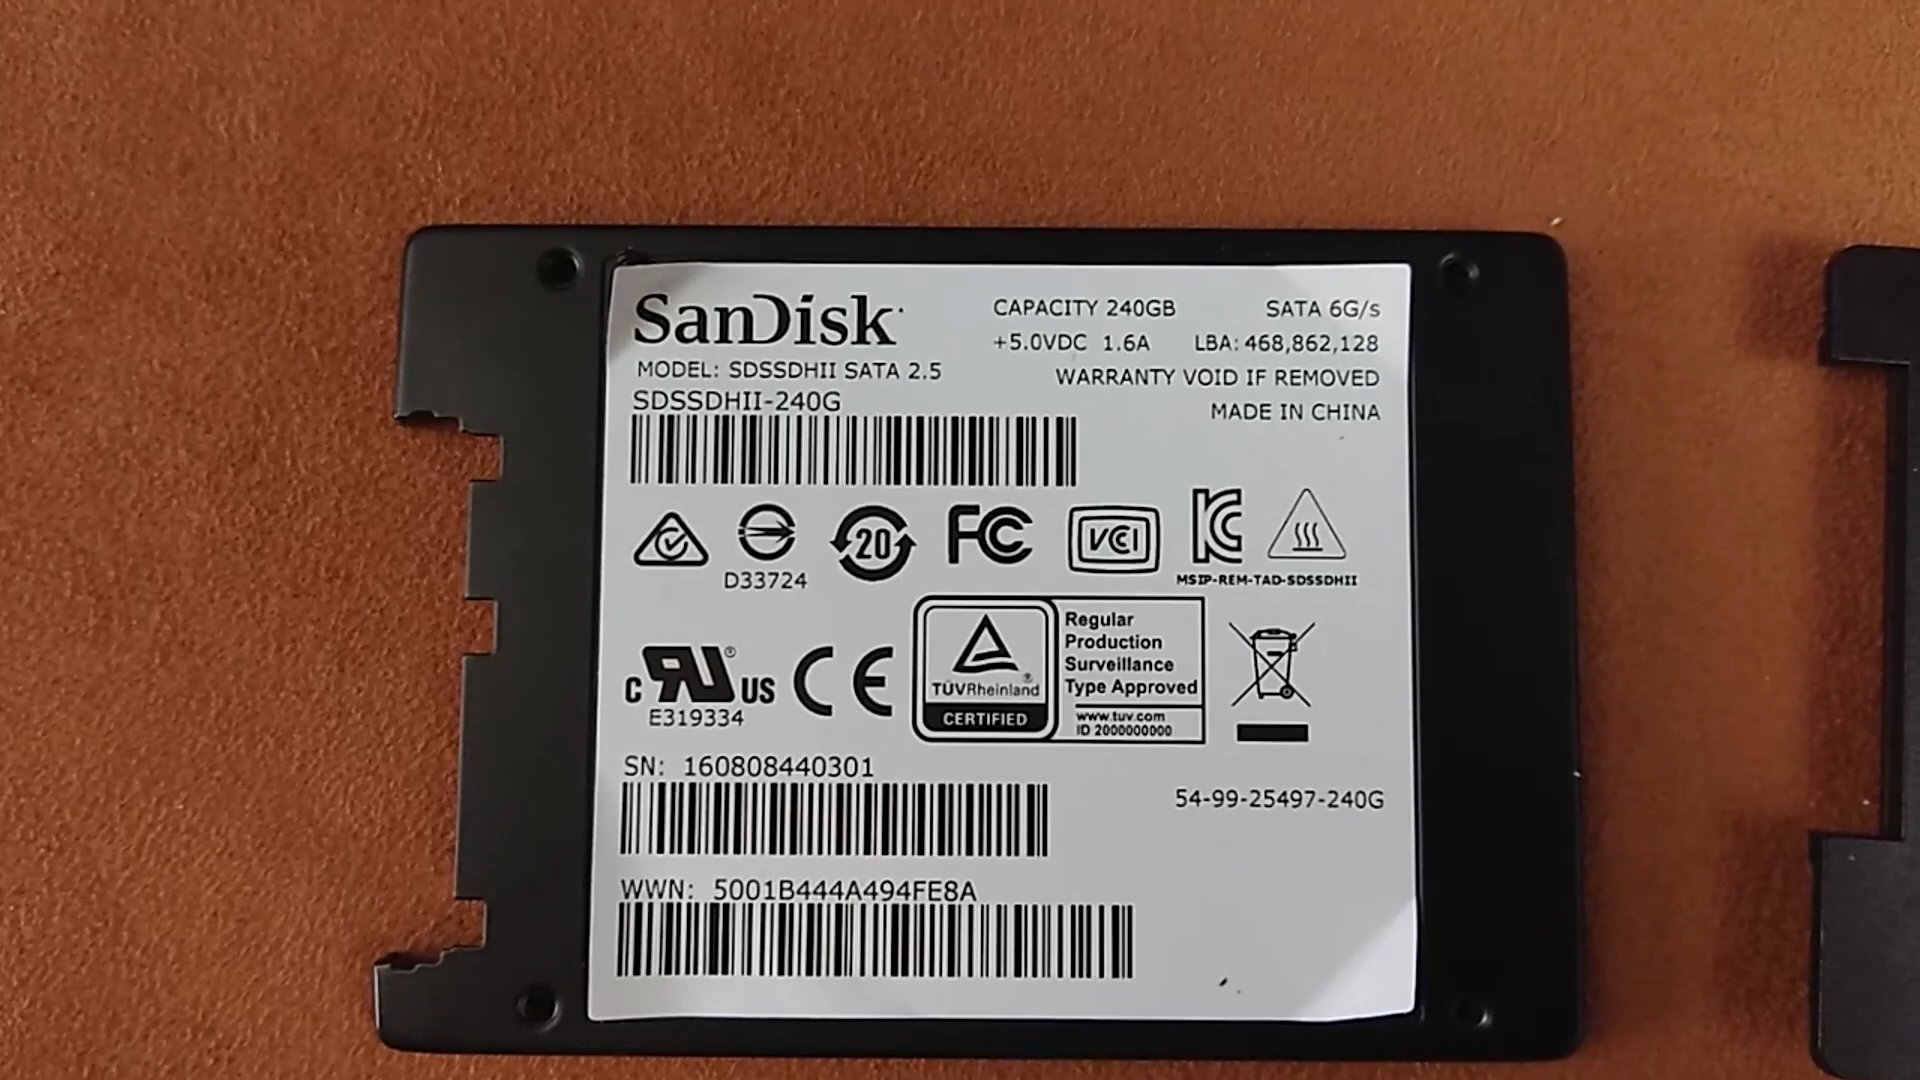 SanDisk
CAPACITY 240GB SATA 6G/s
+5.0VDC 1.6A LBA: 468,862,128
MODEL: SDSSDHII SATA 2.5
WARRANTY VOID IF REMOVED
SDSSDHII-240G
MADE IN CHINA
20
FC
VCI
KC
D33724
MSIP-REM-TAD-SDSSDHII
Regular
Production
Surveillance
Type Approved
TÜVRheinland®
CERTIFIED
www.tuv.com
ID 2000000000
c RU® US
CE
E319334
SN: 160808440301
54-99-25497-240G
WWN: 5001B444A494FE8A